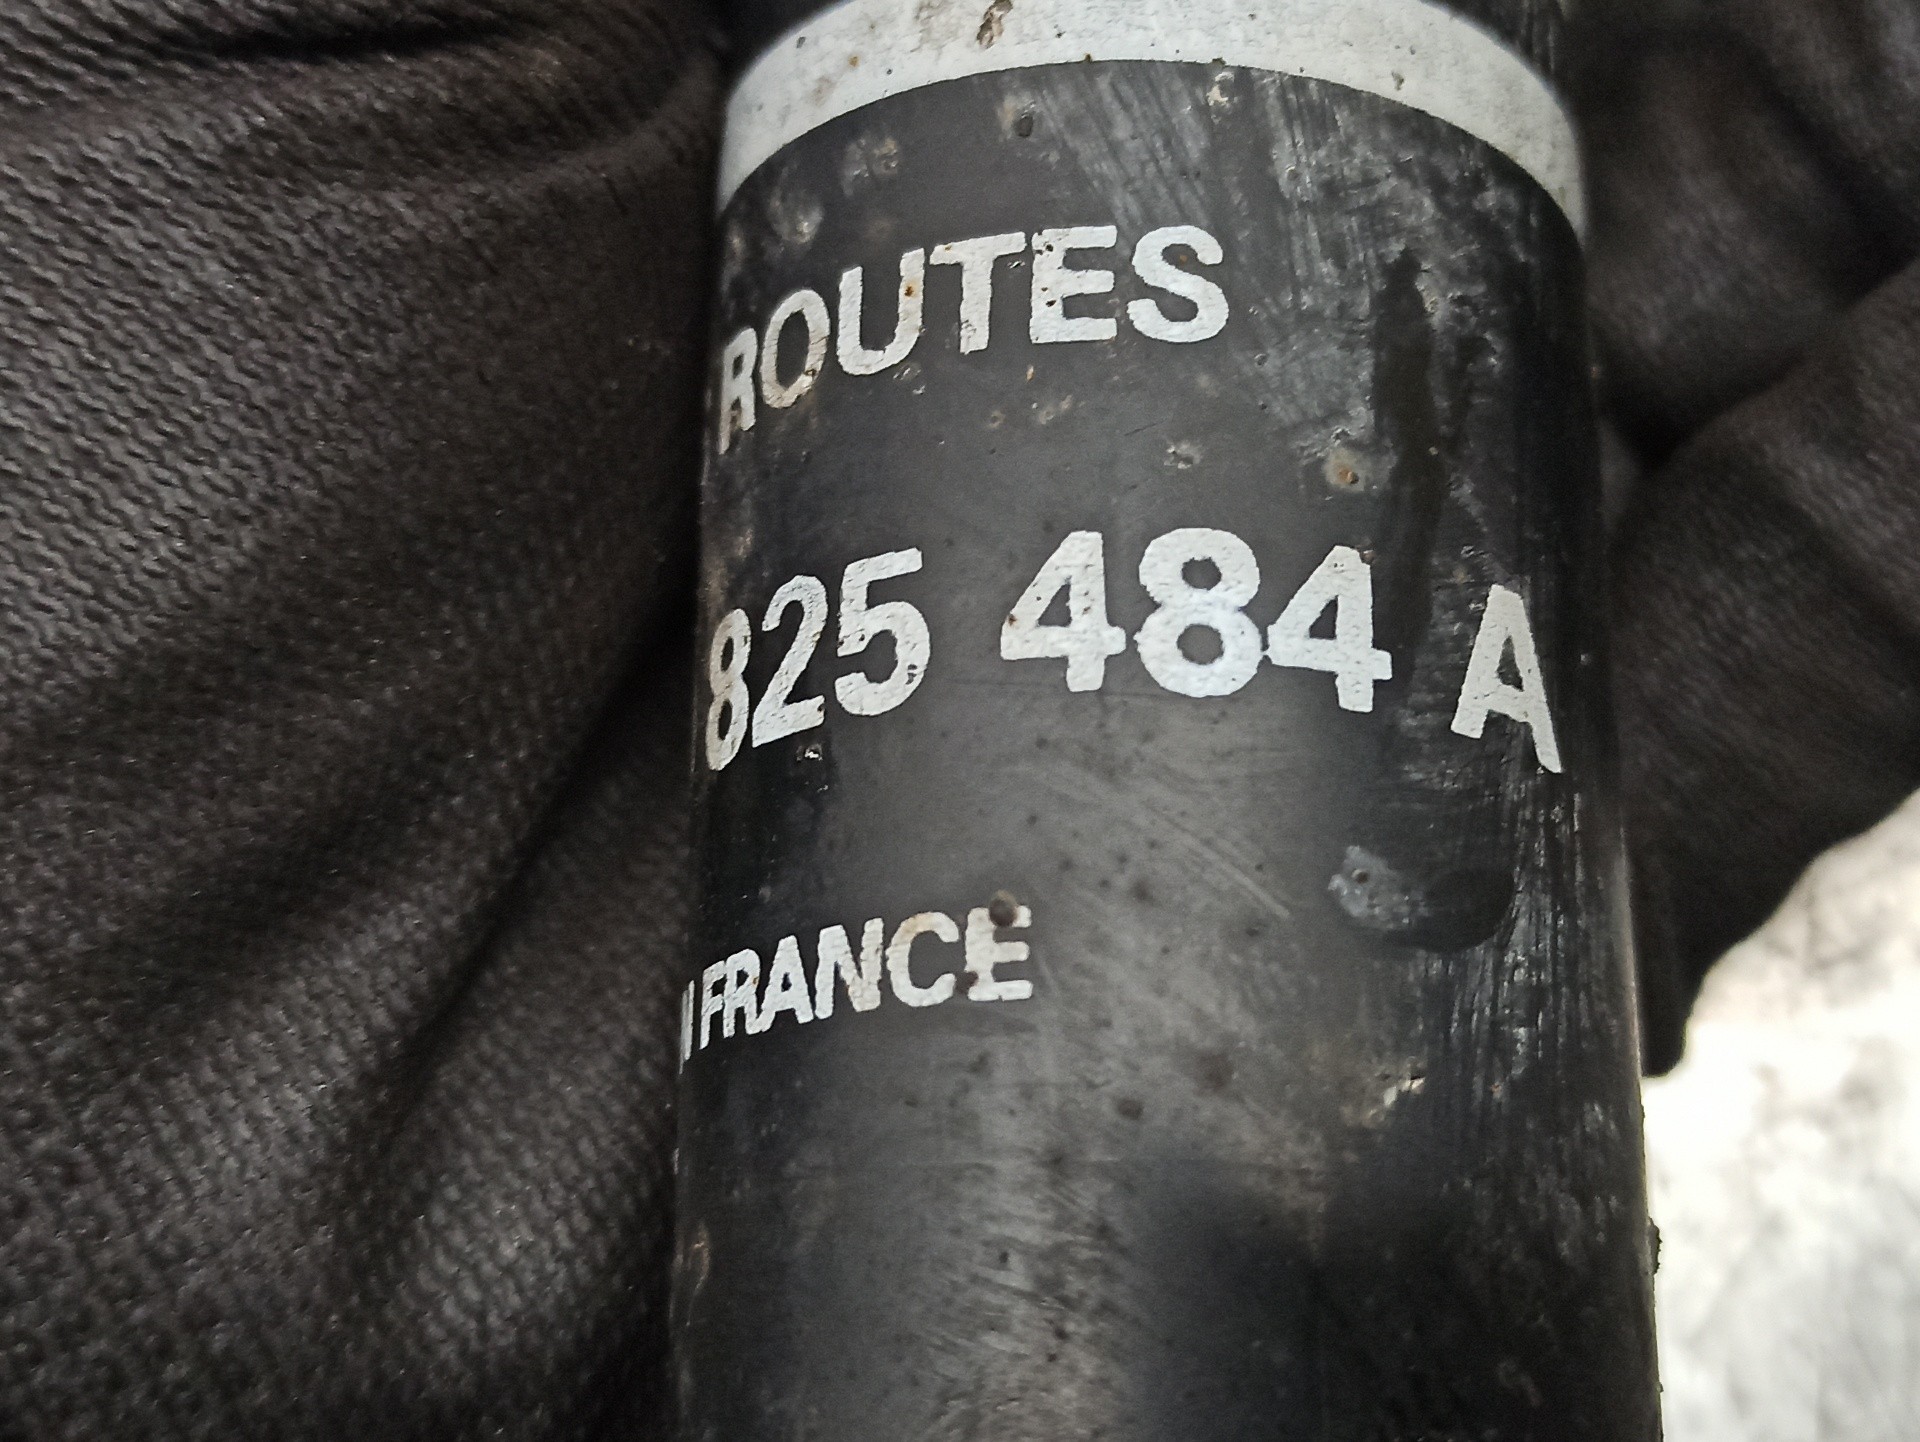 ROUTES
825 484 A
FRANCE